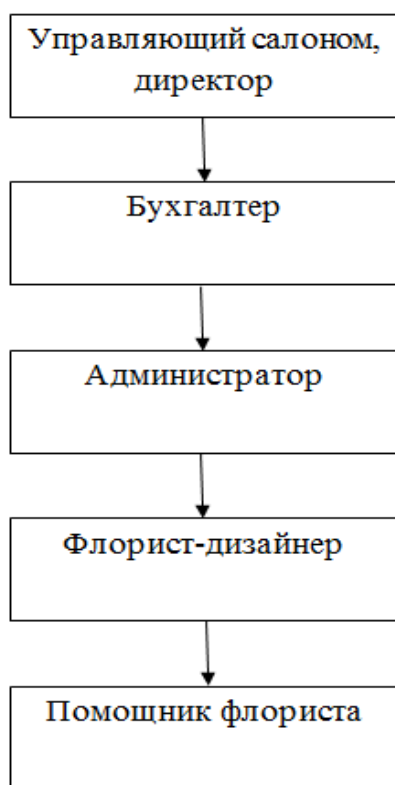 Управляющий салоном,
директор
Бухгалтер
Администратор
Флорист-дизайнер
Помощник флориста